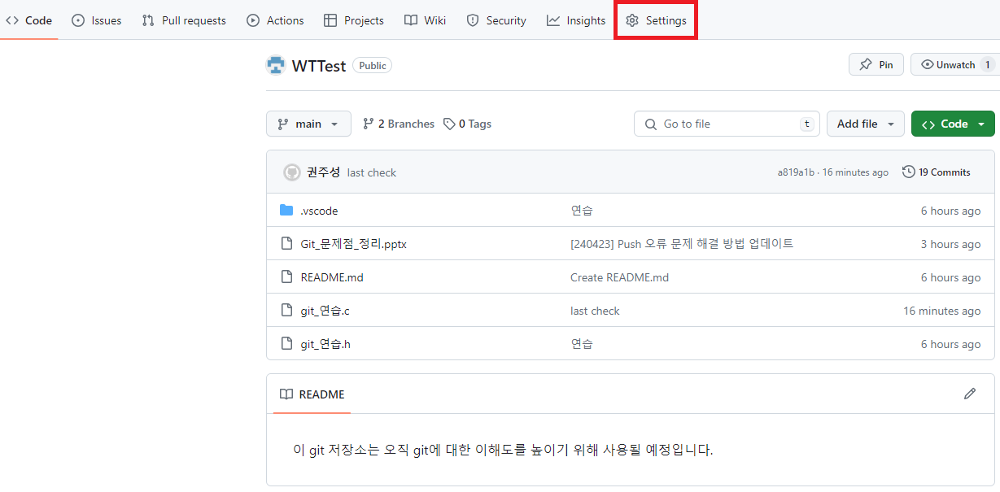 Code Issues Pull requests Actions Projects Wiki Security Insights Settings
WTTest Public Pin Unwatch 1
main 2 Branches 0 Tags Go to file t Add file Code
권주성 last check a819a1b · 16 minutes ago 19 Commits
.vscode 연습 6 hours ago
Git_문제점_정리.pptx [240423] Push 오류 문제 해결 방법 업데이트 3 hours ago
README.md Create README.md 6 hours ago
git_연습.c last check 16 minutes ago
git_연습.h 연습 6 hours ago
README
이 git 저장소는 오직 git에 대한 이해도를 높이기 위해 사용될 예정입니다.